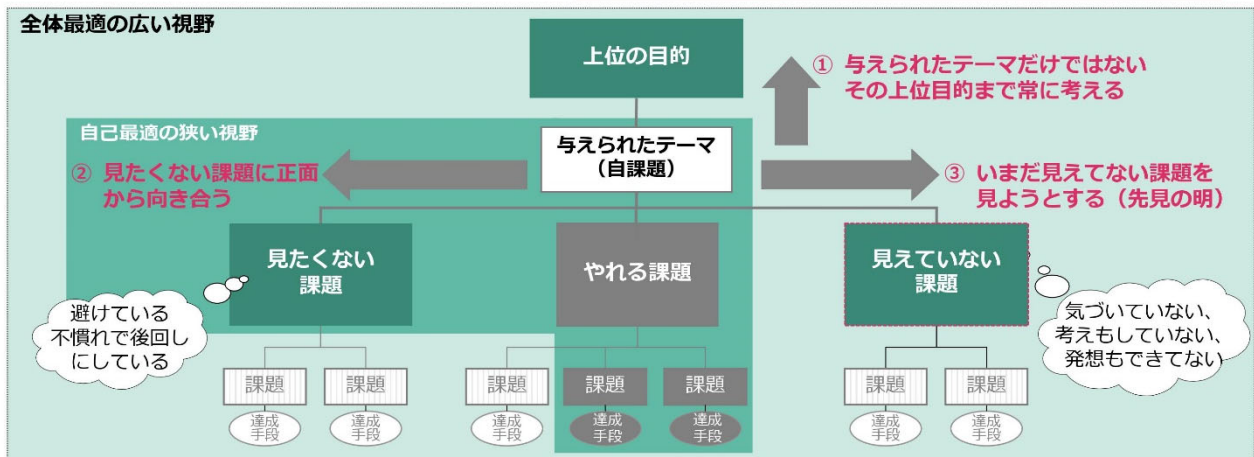 全体最適の広い視野
上位の目的
① 与えられたテーマだけではない
その上位目的まで常に考える
自己最適の狭い視野
与えられたテーマ
（自課題）
② 見たくない課題に正面
から向き合う
③ いまだ見えてない課題を
見ようとする（先見の明）
見たくない
課題
やれる課題
見えていない
課題
避けている
不慣れで後回し
にしている
気づいていない、
考えもしていない、
発想もできてない
課題
課題
課題
課題
課題
課題
課題
達成
手段
達成
手段
達成
手段
達成
手段
達成
手段
達成
手段
達成
手段